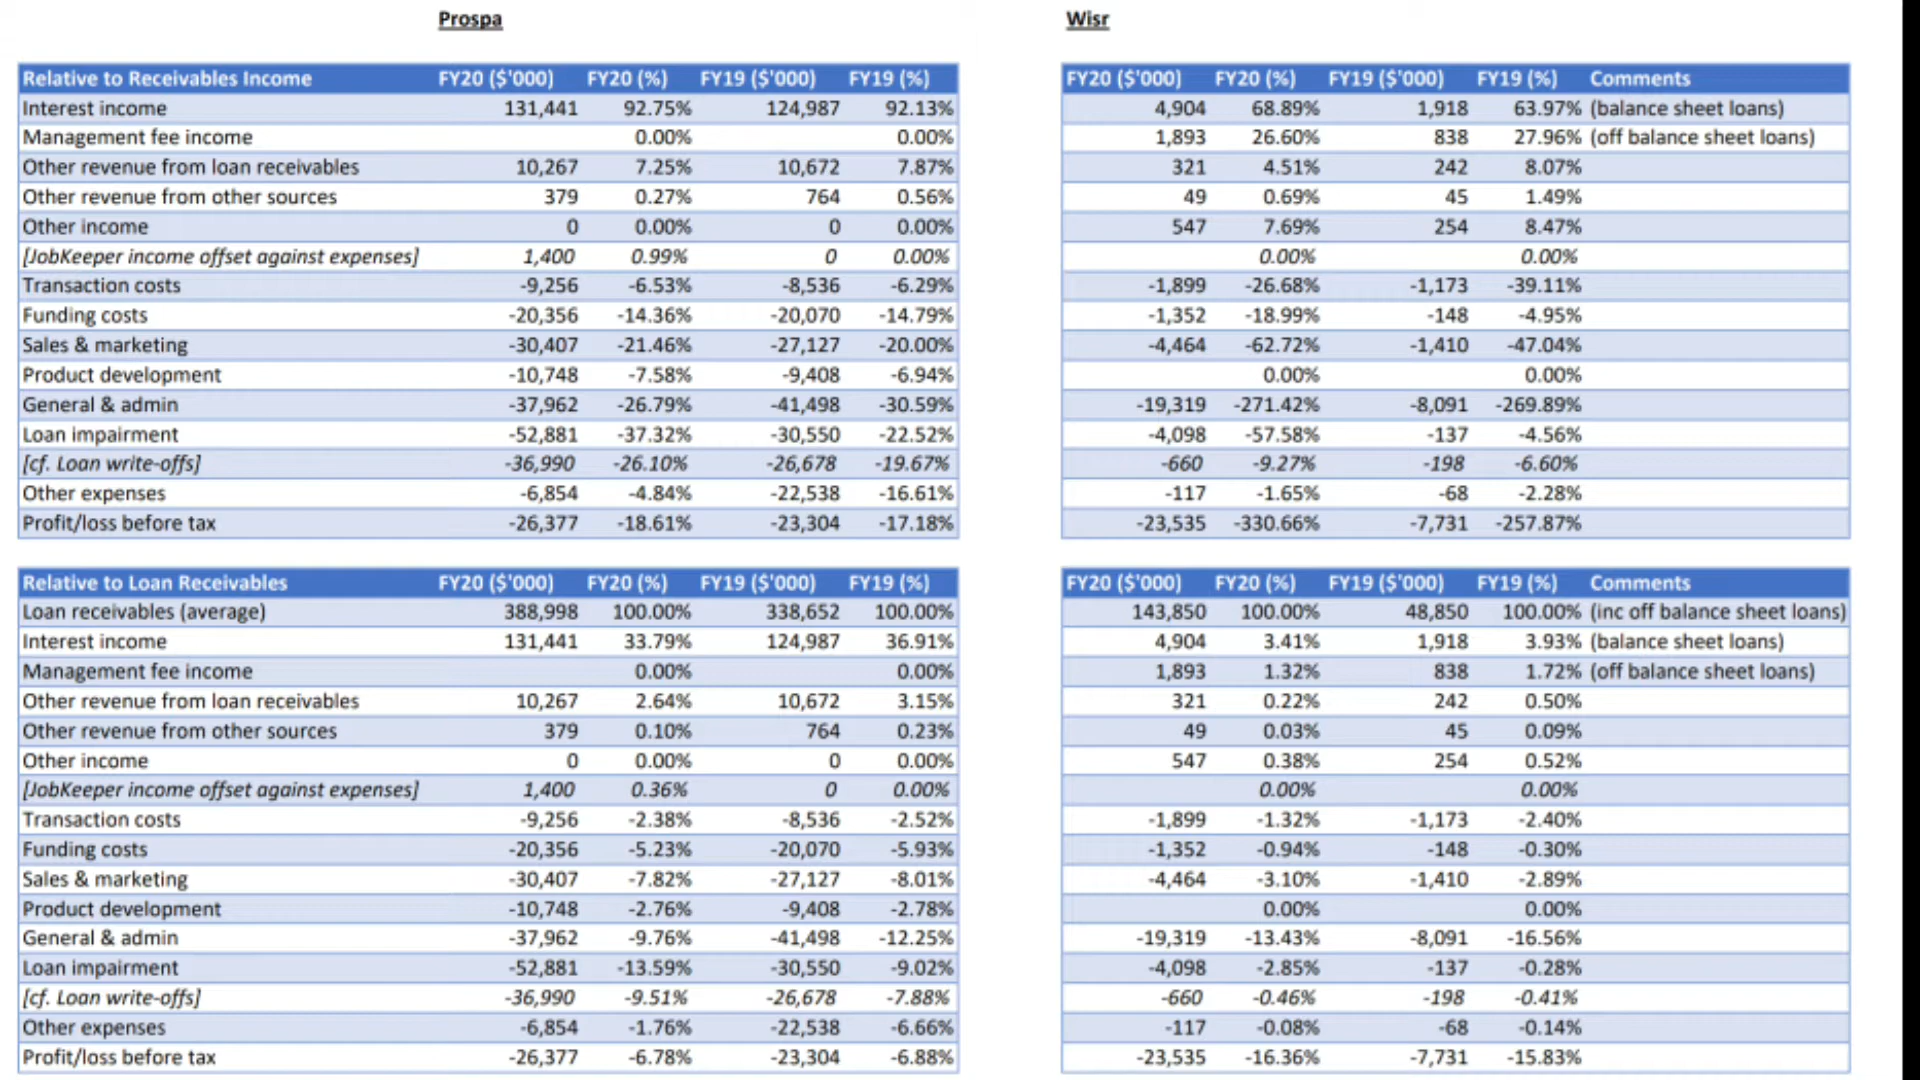 Prospa Wisr
Relative to Receivables Income FY20 ($'000) FY20 (%) FY19 ($'000) FY19 (%) FY20 ($'000) FY20 (%) FY19 ($'000) FY19 (%) Comments
Interest income 131,441 92.75% 124,987 92.13% 4,904 68.89% 1,918 63.97% (balance sheet loans)
Management fee income 0.00% 0.00% 1,893 26.60% 838 27.96% (off balance sheet loans)
Other revenue from loan receivables 10,267 7.25% 10,672 7.87% 321 4.51% 242 8.07%
Other revenue from other sources 379 0.27% 764 0.56% 49 0.69% 45 1.49%
Other income 0 0.00% 0 0.00% 547 7.69% 254 8.47%
[JobKeeper income offset against expenses] 1,400 0.99% 0 0.00% 0.00% 0.00%
Transaction costs -9,256 -6.53% -8,536 -6.29% -1,899 -26.68% -1,173 -39.11%
Funding costs -20,356 -14.36% -20,070 -14.79% -1,352 -18.99% -148 -4.95%
Sales & marketing -30,407 -21.46% -27,127 -20.00% -4,464 -62.72% -1,410 -47.04%
Product development -10,748 -7.58% -9,408 -6.94% 0.00% 0.00%
General & admin -37,962 -26.79% -41,498 -30.59% -19,319 -271.42% -8,091 -269.89%
Loan impairment -52,881 -37.32% -30,550 -22.52% -4,098 -57.58% -137 -4.56%
[cf. Loan write-offs] -36,990 -26.10% -26,678 -19.67% -660 -9.27% -198 -6.60%
Other expenses -6,854 -4.84% -22,538 -16.61% -117 -1.65% -68 -2.28%
Profit/loss before tax -26,377 -18.61% -23,304 -17.18% -23,535 -330.66% -7,731 -257.87%
Relative to Loan Receivables FY20 ($'000) FY20 (%) FY19 ($'000) FY19 (%) FY20 ($'000) FY20 (%) FY19 ($'000) FY19 (%) Comments
Loan receivables (average) 388,998 100.00% 338,652 100.00% 143,850 100.00% 48,850 100.00% (inc off balance sheet loans)
Interest income 131,441 33.79% 124,987 36.91% 4,904 3.41% 1,918 3.93% (balance sheet loans)
Management fee income 0.00% 0.00% 1,893 1.32% 838 1.72% (off balance sheet loans)
Other revenue from loan receivables 10,267 2.64% 10,672 3.15% 321 0.22% 242 0.50%
Other revenue from other sources 379 0.10% 764 0.23% 49 0.03% 45 0.09%
Other income 0 0.00% 0 0.00% 547 0.38% 254 0.52%
[JobKeeper income offset against expenses] 1,400 0.36% 0 0.00% 0.00% 0.00%
Transaction costs -9,256 -2.38% -8,536 -2.52% -1,899 -1.32% -1,173 -2.40%
Funding costs -20,356 -5.23% -20,070 -5.93% -1,352 -0.94% -148 -0.30%
Sales & marketing -30,407 -7.82% -27,127 -8.01% -4,464 -3.10% -1,410 -2.89%
Product development -10,748 -2.76% -9,408 -2.78% 0.00% 0.00%
General & admin -37,962 -9.76% -41,498 -12.25% -19,319 -13.43% -8,091 -16.56%
Loan impairment -52,881 -13.59% -30,550 -9.02% -4,098 -2.85% -137 -0.28%
[cf. Loan write-offs] -36,990 -9.51% -26,678 -7.88% -660 -0.46% -198 -0.41%
Other expenses -6,854 -1.76% -22,538 -6.66% -117 -0.08% -68 -0.14%
Profit/loss before tax -26,377 -6.78% -23,304 -6.88% -23,535 -16.36% -7,731 -15.83%